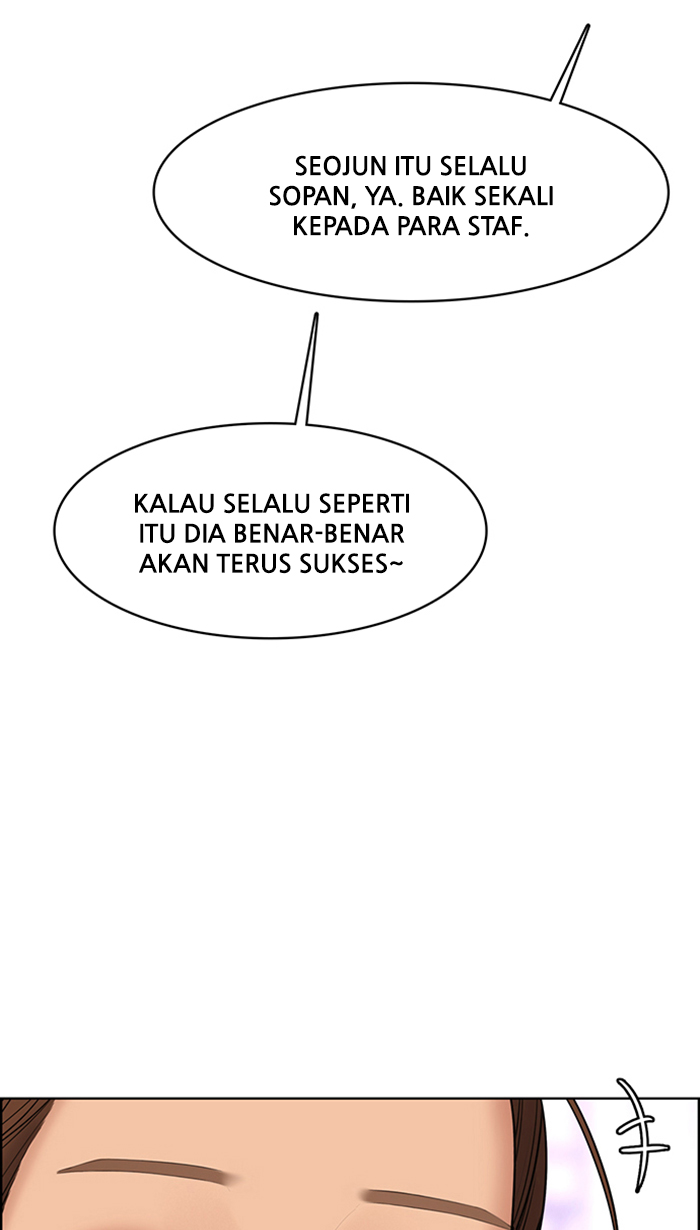 SEOJUN ITU SELALU
SOPAN, YA. BAIK SEKALI
KEPADA PARA STAF.
KALAU SELALU SEPERTI
ITU DIA BENAR-BENAR
AKAN TERUS SUKSES~